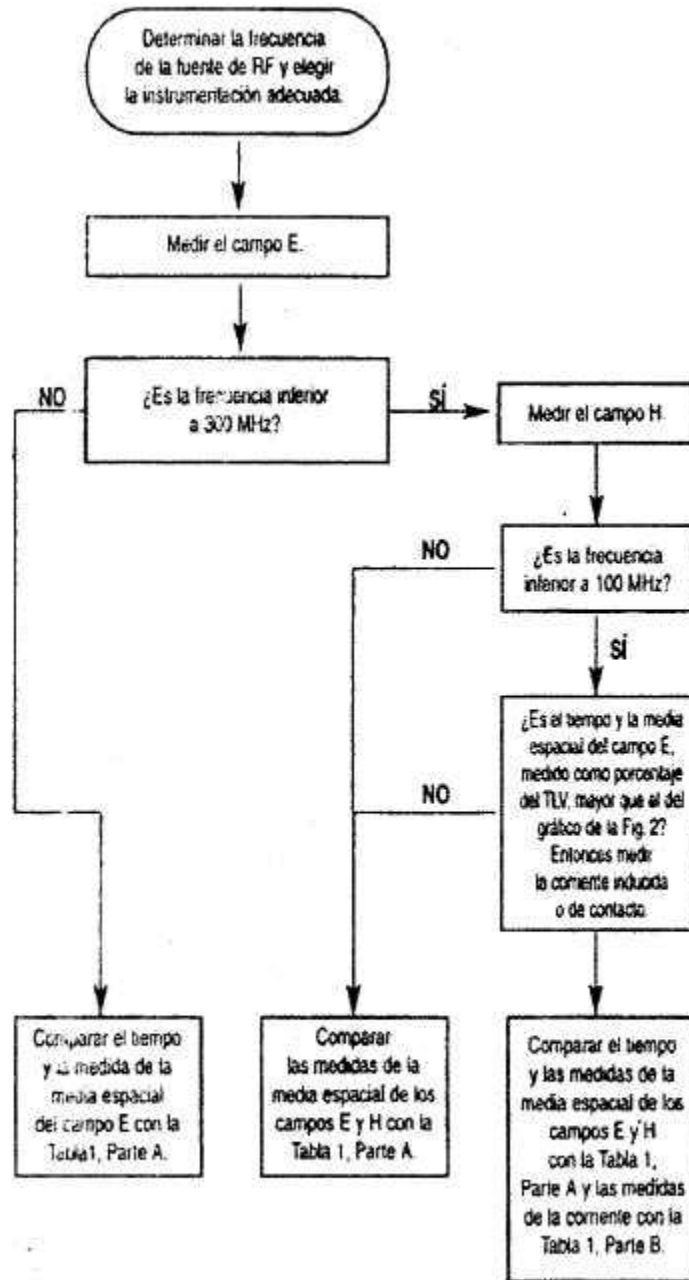 Determinar la frecuencia
de la fuente de RF y elegir
la instrumentación adecuada.
Medir el campo E.
¿Es la frecuencia inferior
a 300 MHz?
NO
SÍ
Medir el campo H.
¿Es la frecuencia
inferior a 100 MHz?
NO
SÍ
¿Es el tiempo y la media
espacial del campo E,
medido como porcentaje
del TLV, mayor que el del
gráfico de la Fig. 2?
Entonces medir
la corriente inducida
o de contacto.
NO
Comparar el tiempo
y la medida de la
media espacial
del campo E con la
Tabla1, Parte A.
Comparar
las medidas de la
media espacial de los
campos E y H con la
Tabla 1, Parte A.
Comparar el tiempo
y las medidas de la
media espacial de los
campos E y H
con la Tabla 1,
Parte A y las medidas
de la corriente con la
Tabla 1, Parte B.